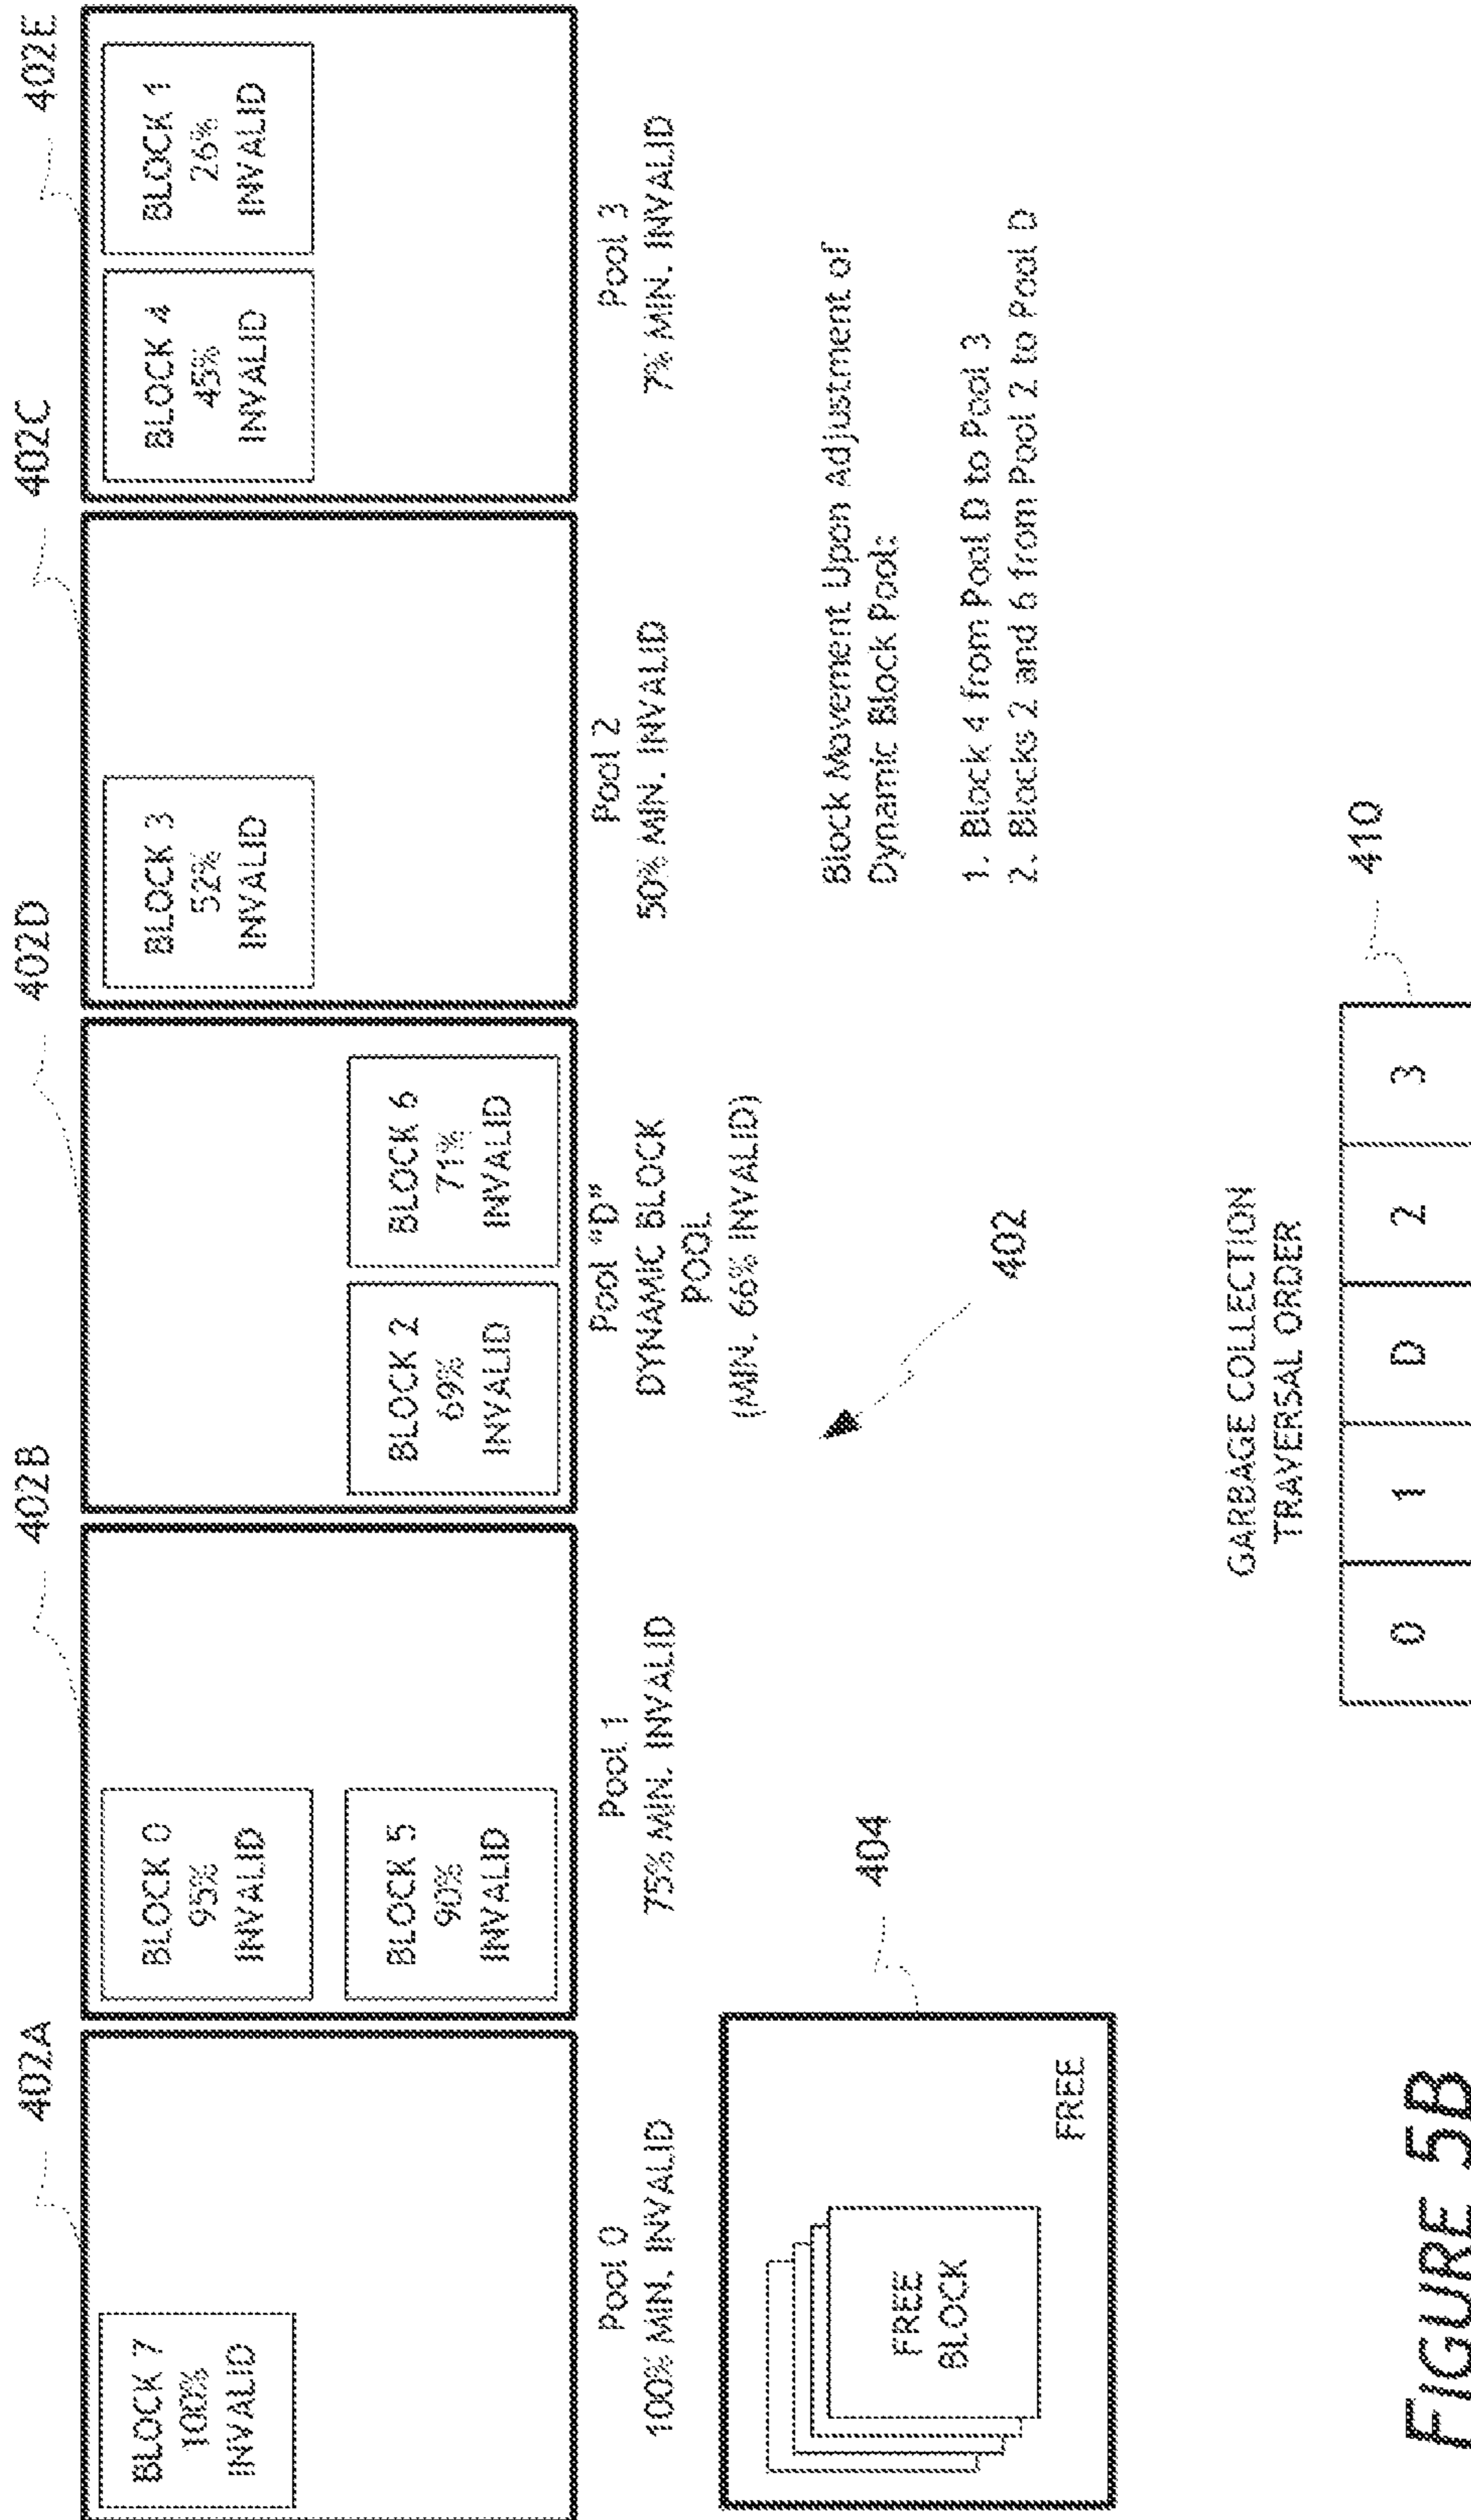 402A
402B
402D
402C
402E
BLOCK 7
100%
INVALID
BLOCK 0
95%
INVALID
BLOCK 5
90%
INVALID
BLOCK 2
69%
INVALID
BLOCK 6
71%
INVALID
BLOCK 3
52%
INVALID
BLOCK 4
45%
INVALID
BLOCK 1
26%
INVALID
Pool 0
100% MIN. INVALID
Pool 1
75% MIN. INVALID
Pool "D"
DYNAMIC BLOCK
POOL
(MIN. 66% INVALID)
Pool 2
50% MIN. INVALID
Pool 3
7% MIN. INVALID
FREE
BLOCK
FREE
404
402
Block Movement Upon Adjustment of
Dynamic Block Pool:
1. Block 4 from Pool D to Pool 3
2. Blocks 2 and 6 from Pool 2 to Pool D
GARBAGE COLLECTION
TRAVERSAL ORDER
410
0 1 D 2 3
FIGURE 5B